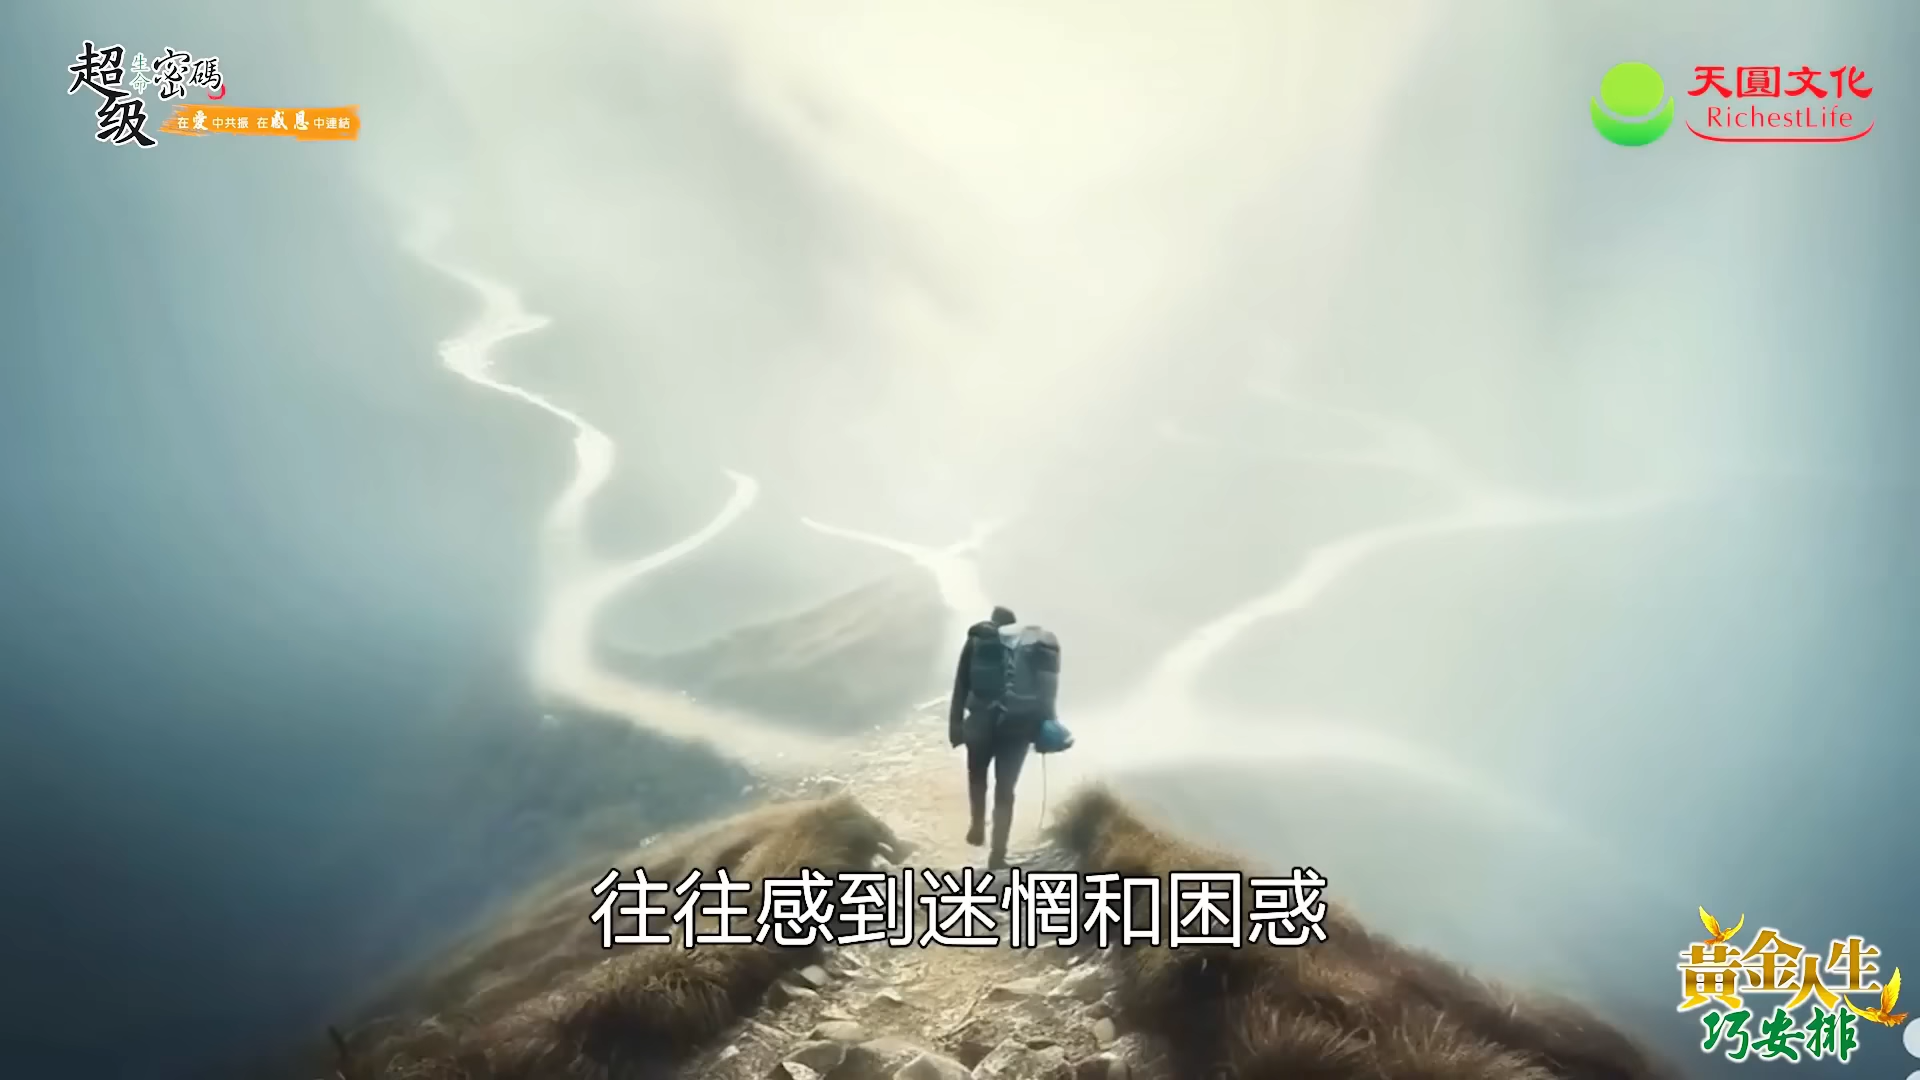 超级生命密碼
在愛中共振 在感恩中連結
天圓文化
RichestLife
往往感到迷惘和困惑
黃金人生
巧安排